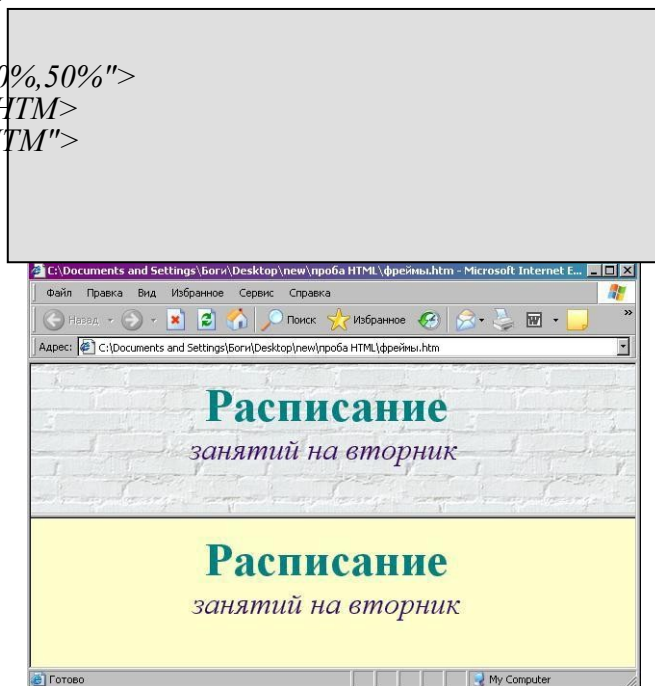 0%,50%">
HTM>
HTM">
C:\Documents and Settings\Боги\Desktop\new\проба HTML\фреймы.htm - Microsoft Internet E...
Файл Правка Вид Избранное Сервис Справка
Назад Поиск Избранное »
Адрес: C:\Documents and Settings\Боги\Desktop\new\проба HTML\фреймы.htm
Расписание
занятий на вторник
Расписание
занятий на вторник
Готово My Computer